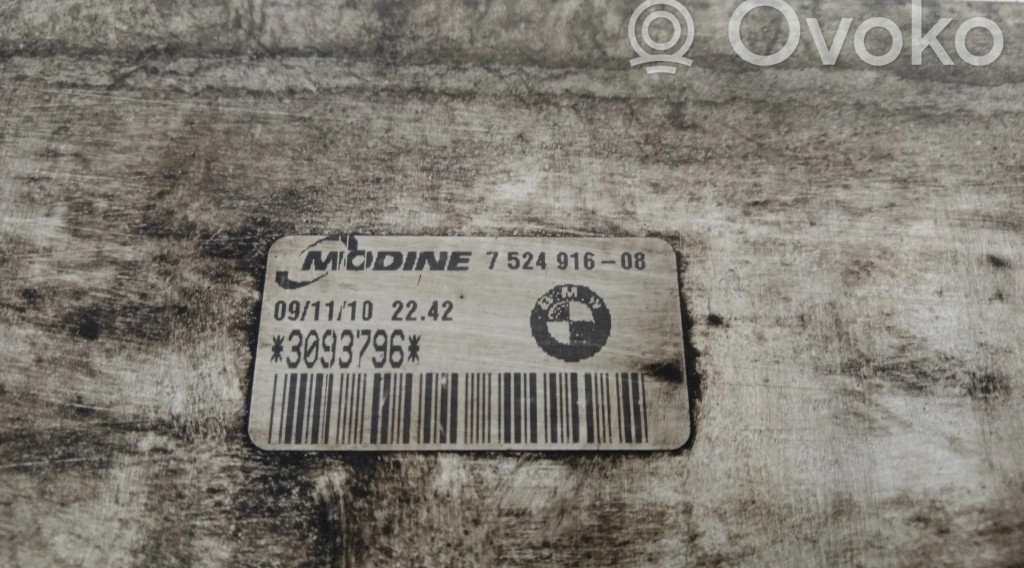 Ovoko
MODINE 7 524 916-08
09/11/10 22.42
BMW
*3093796*